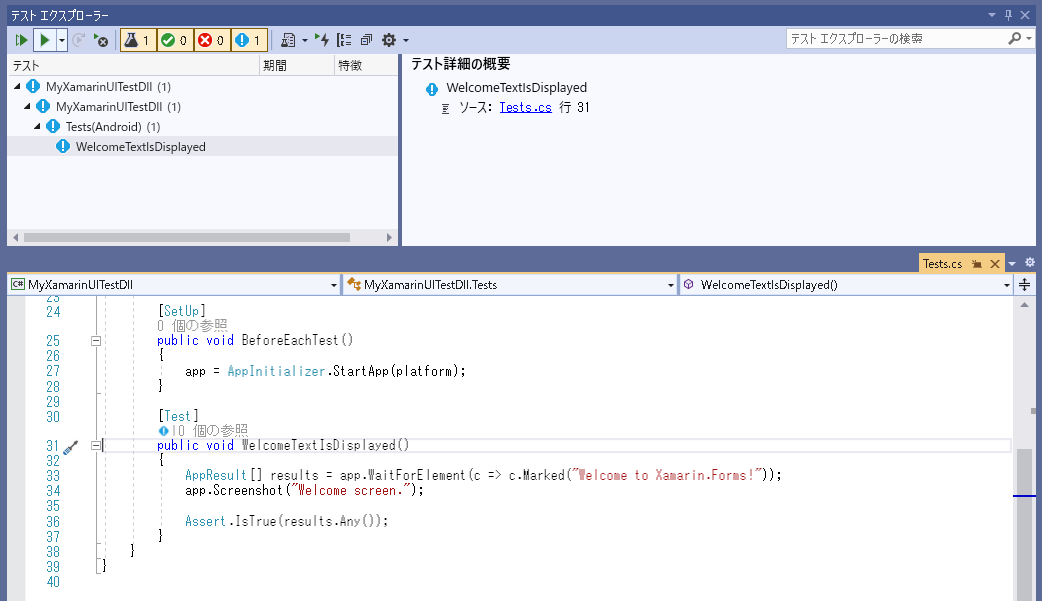 テスト エクスプローラー
1 0 0 1
テスト エクスプローラーの検索
テスト 期間 特徴
MyXamarinUITestDll (1)
MyXamarinUITestDll (1)
Tests(Android) (1)
WelcomeTextIsDisplayed
テスト詳細の概要
WelcomeTextIsDisplayed
ソース: Tests.cs 行 31
Tests.cs
C# MyXamarinUITestDll MyXamarinUITestDll.Tests WelcomeTextIsDisplayed()
23
24 [SetUp]
0 個の参照
25 public void BeforeEachTest()
26 {
27 app = AppInitializer.StartApp(platform);
28 }
29
30 [Test]
|0 個の参照
31 public void WelcomeTextIsDisplayed()
32 {
33 AppResult[] results = app.WaitForElement(c => c.Marked("Welcome to Xamarin.Forms!"));
34 app.Screenshot("Welcome screen.");
35
36 Assert.IsTrue(results.Any());
37 }
38 }
39 }
40